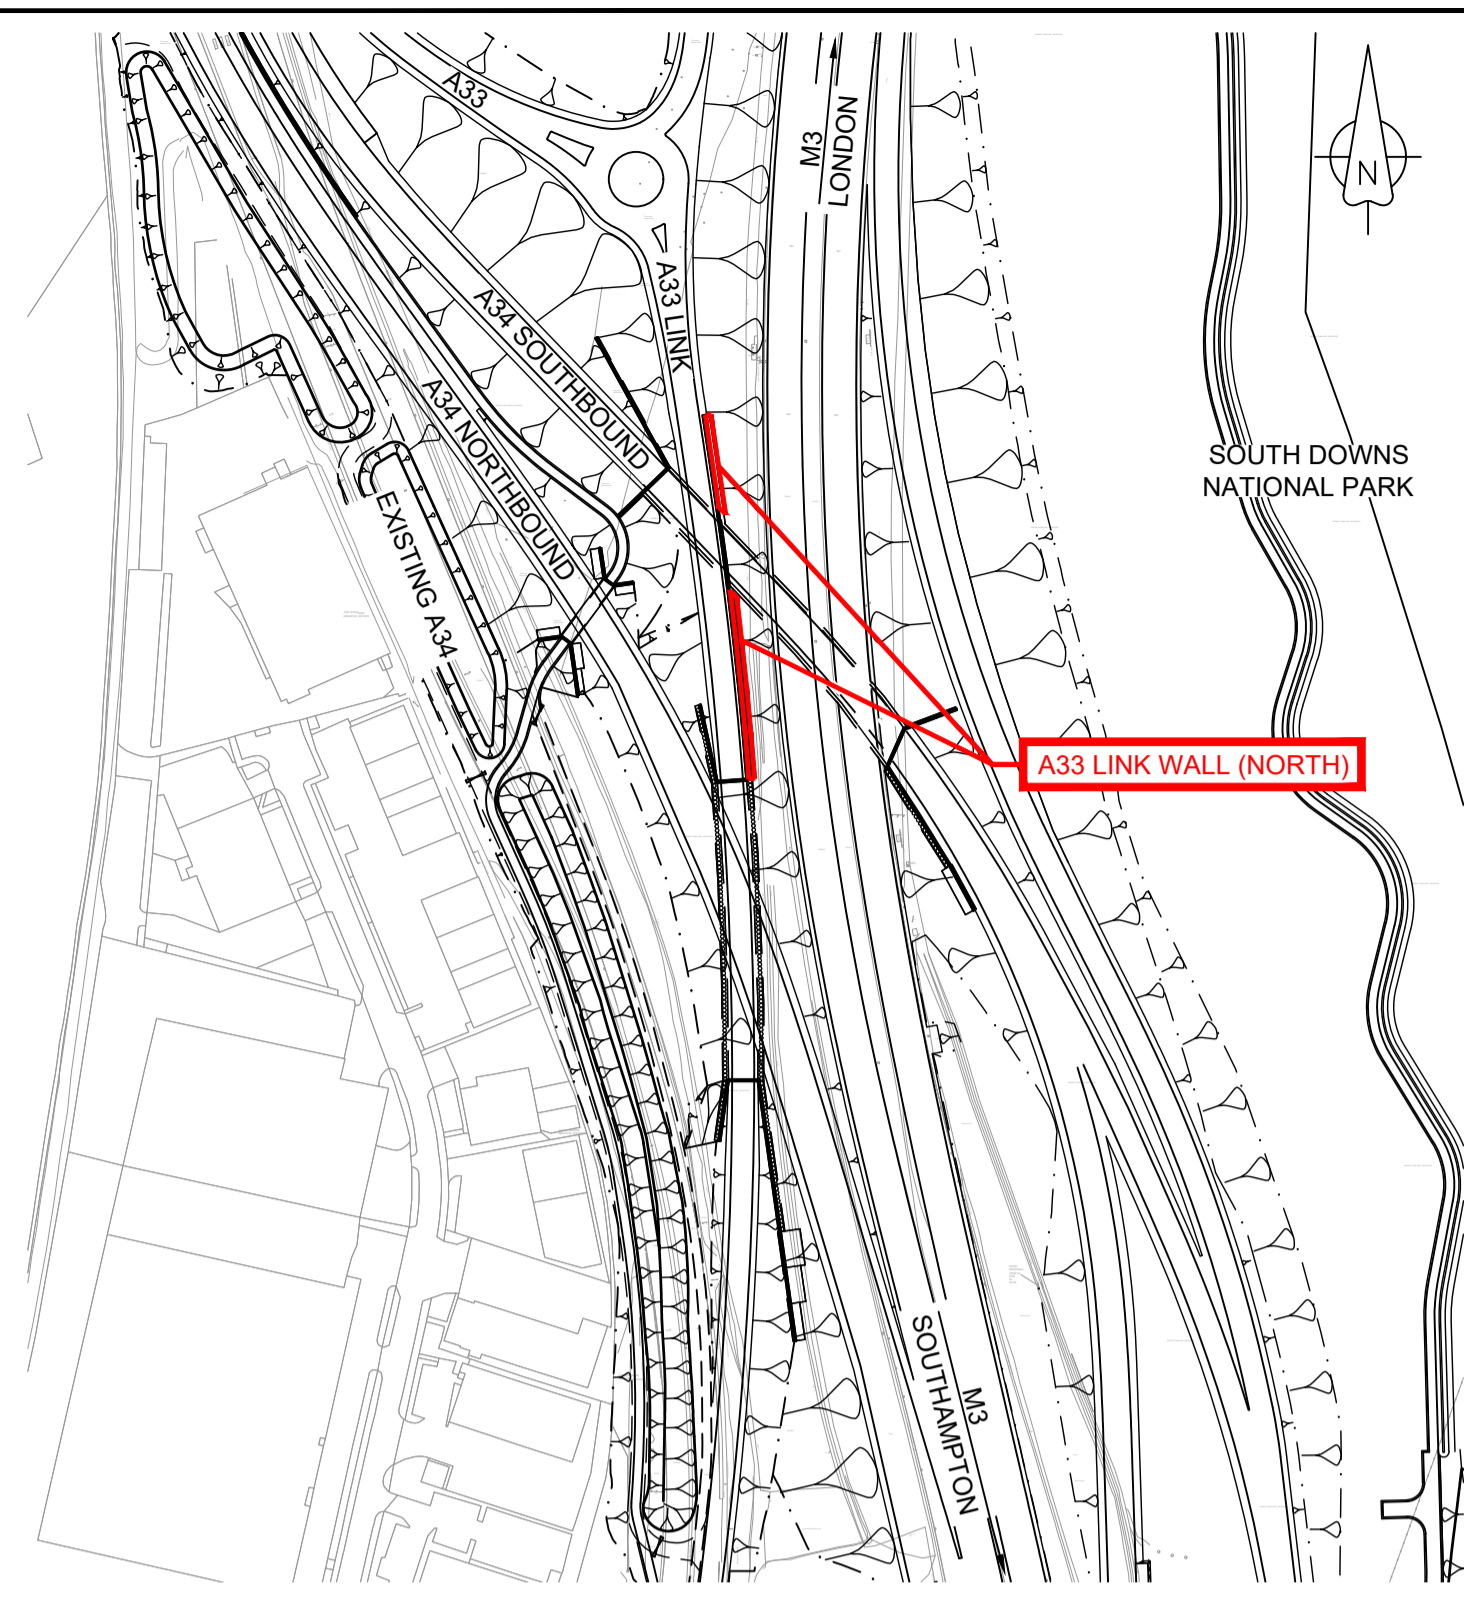 A33
M3
LONDON
N
A33 LINK
A34 SOUTHBOUND
A34 NORTHBOUND
SOUTH DOWNS
NATIONAL PARK
EXISTING A34
A33 LINK WALL (NORTH)
M3
SOUTHAMPTON